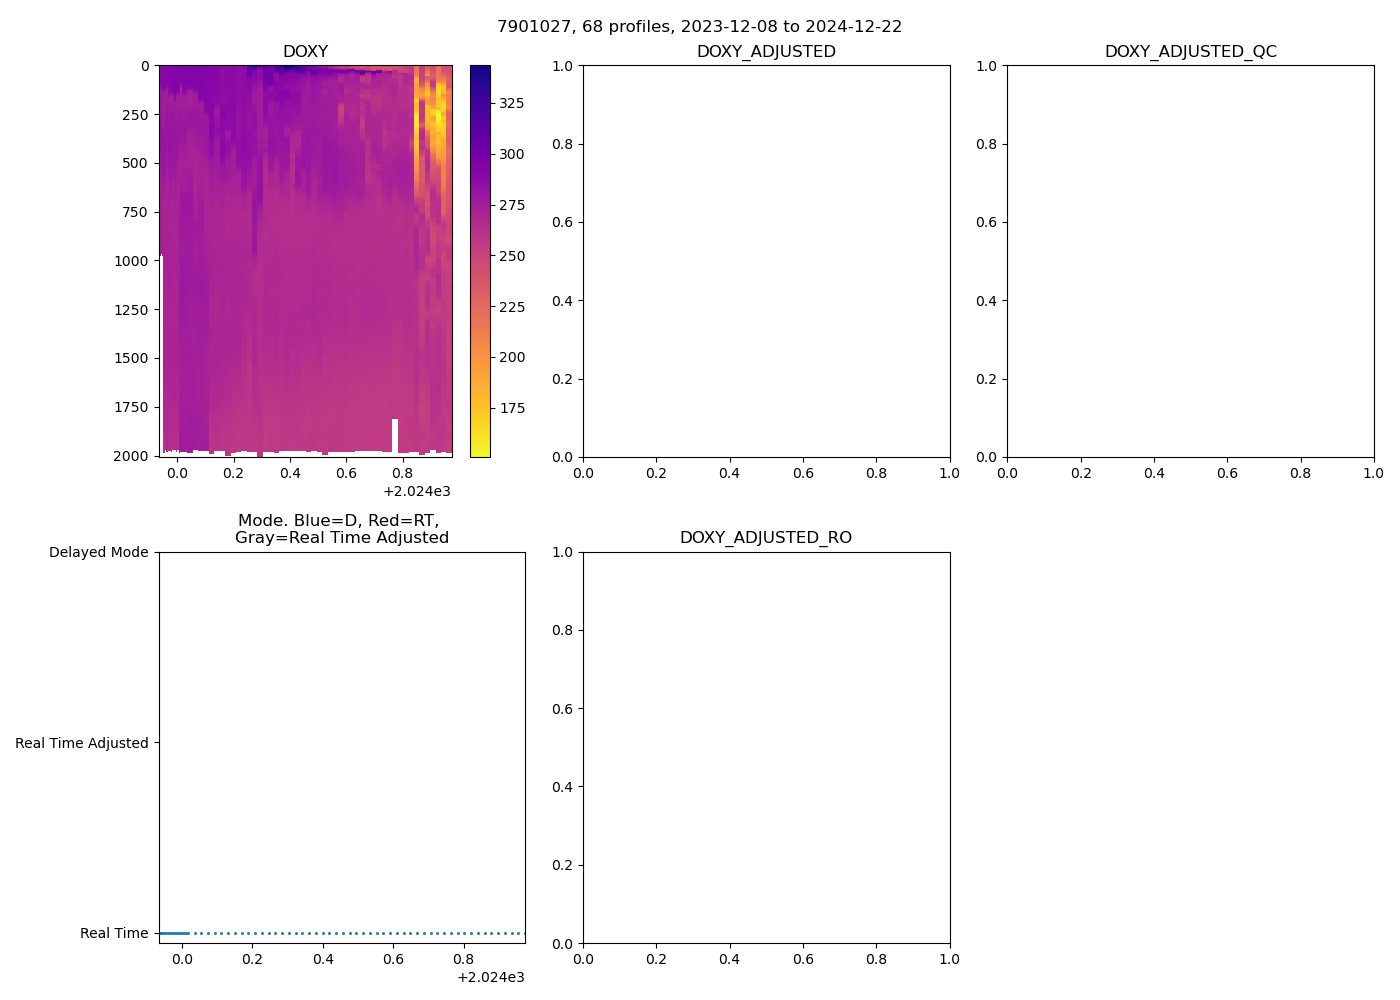 7901027, 68 profiles, 2023-12-08 to 2024-12-22
DOXY
0
250
500
750
1000
1250
1500
1750
2000
0.0 0.2 0.4 0.6 0.8
+2.024e3
325
300
275
250
225
200
175
DOXY_ADJUSTED
1.0
0.8
0.6
0.4
0.2
0.0
0.0 0.2 0.4 0.6 0.8 1.0
DOXY_ADJUSTED_QC
1.0
0.8
0.6
0.4
0.2
0.0
0.0 0.2 0.4 0.6 0.8 1.0
Mode. Blue=D, Red=RT,
Gray=Real Time Adjusted
Delayed Mode
Real Time Adjusted
Real Time
0.0 0.2 0.4 0.6 0.8
+2.024e3
DOXY_ADJUSTED_RO
1.0
0.8
0.6
0.4
0.2
0.0
0.0 0.2 0.4 0.6 0.8 1.0